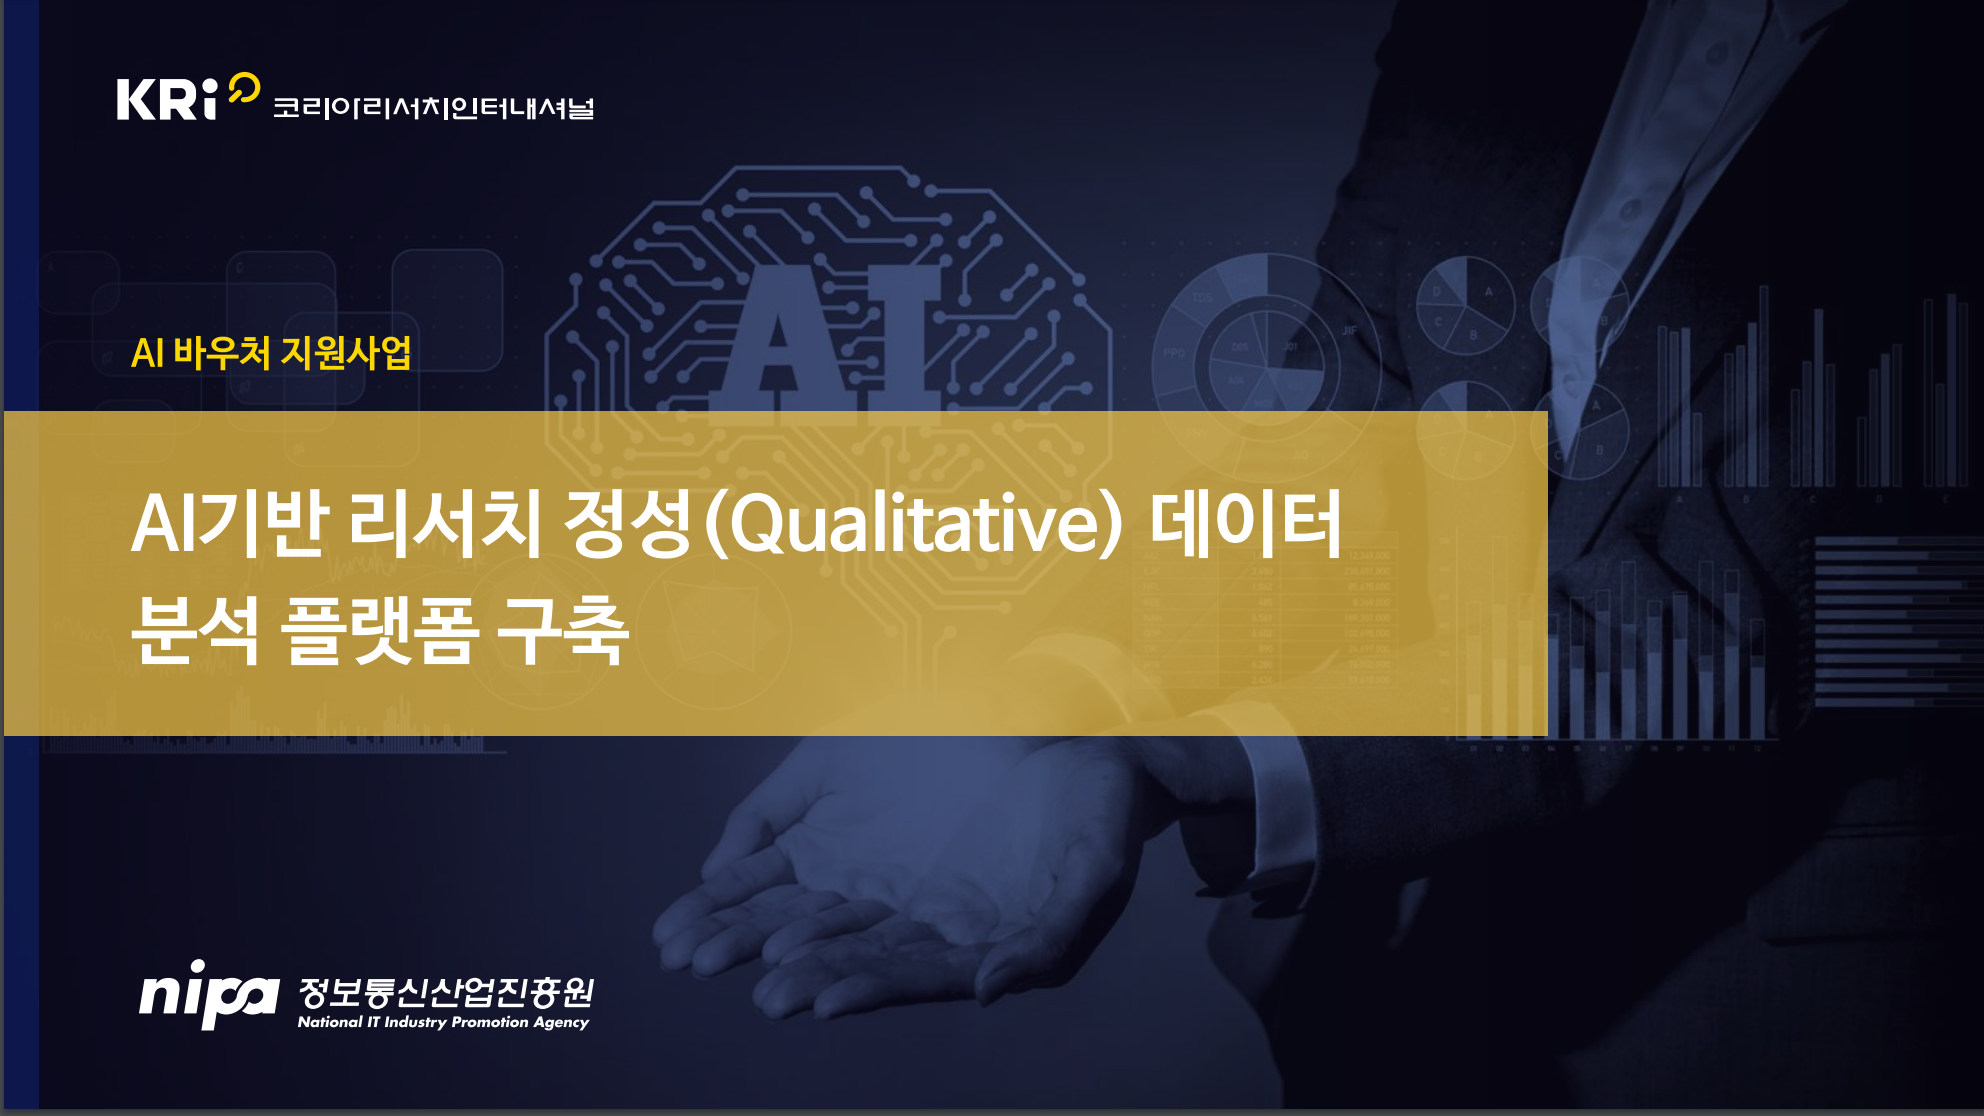 KRi 코리아리서치인터내셔널
AI
AI 바우처 지원사업
AI기반 리서치 정성(Qualitative) 데이터
분석 플랫폼 구축
nipa 정보통신산업진흥원
National IT Industry Promotion Agency